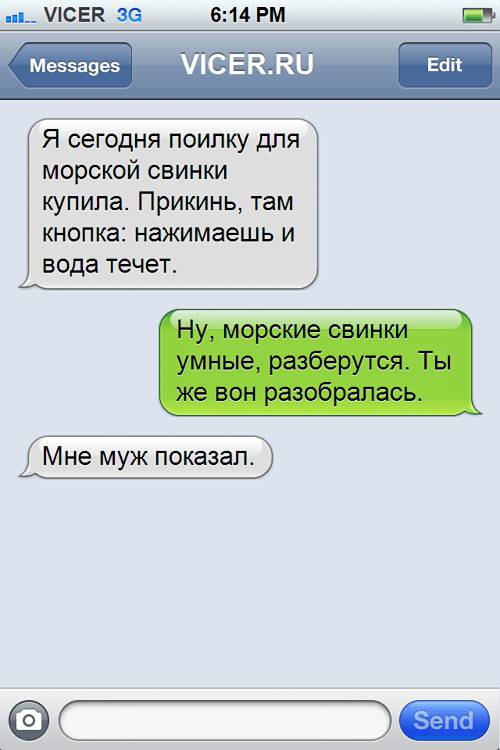 VICER 3G 6:14 PM
Messages VICER.RU Edit
Я сегодня поилку для
морской свинки
купила. Прикинь, там
кнопка: нажимаешь и
вода течет.
Ну, морские свинки
умные, разберутся. Ты
же вон разобралась.
Мне муж показал.
Send